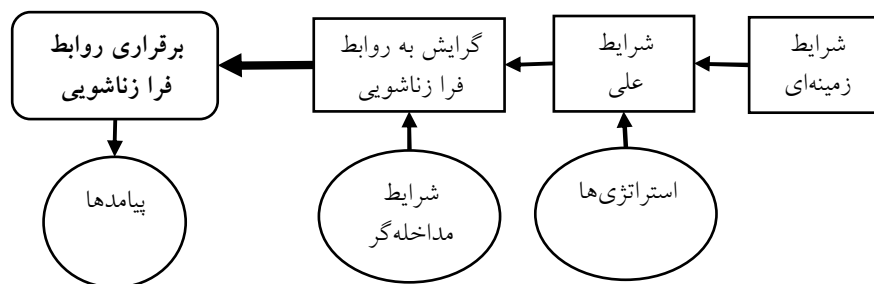 شرایط
زمینه‌ای
شرایط
علی
گرایش به روابط
فرا زناشویی
برقراری روابط
فرا زناشویی
استراتژی‌ها
شرایط
مداخله‌گر
پیامدها